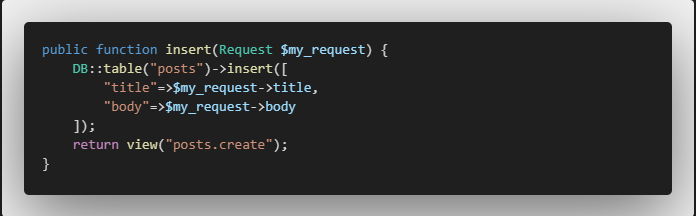 public function insert(Request $my_request) {
    DB::table("posts")->insert([
        "title"=>$my_request->title,
        "body"=>$my_request->body
    ]);
    return view("posts.create");
}